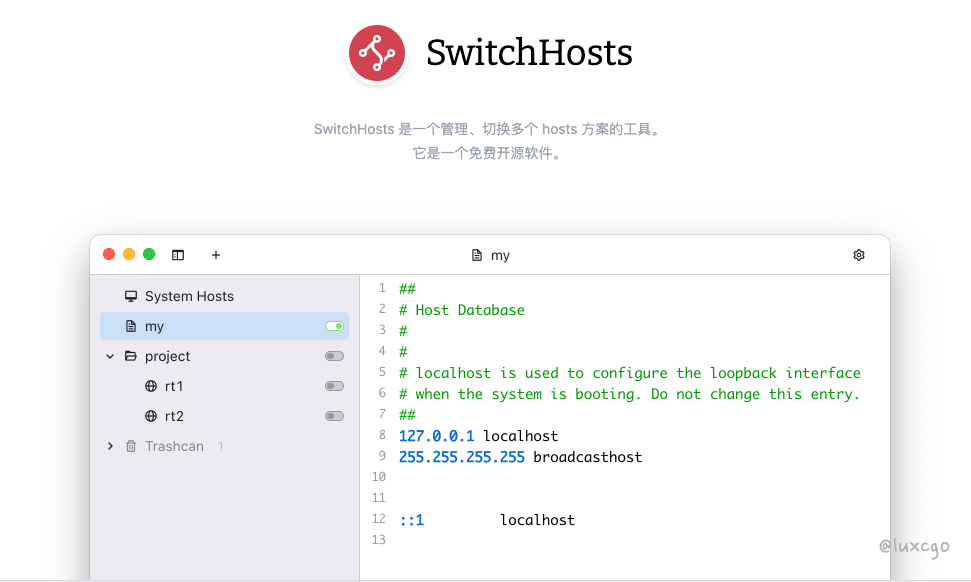 SwitchHosts
SwitchHosts 是一个管理、切换多个 hosts 方案的工具。
它是一个免费开源软件。
my
System Hosts
my
project
rt1
rt2
Trashcan 1
1 ##
2 # Host Database
3 #
4 #
5 # localhost is used to configure the loopback interface
6 # when the system is booting. Do not change this entry.
7 ##
8 127.0.0.1 localhost
9 255.255.255.255 broadcasthost
10
11
12 ::1 localhost
13
@luxcgo